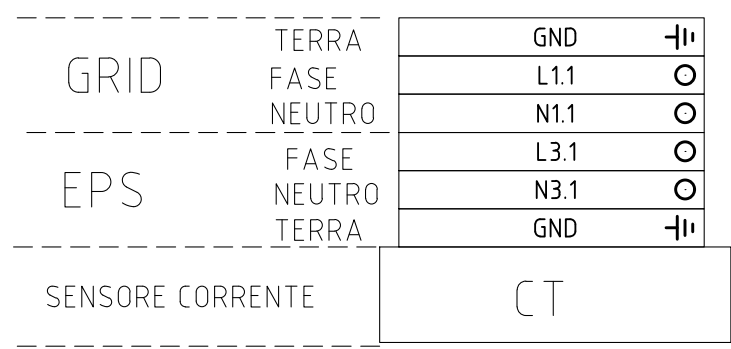 TERRA GND
GRID FASE L1.1
NEUTRO N1.1
FASE L3.1
EPS NEUTRO N3.1
TERRA GND
SENSORE CORRENTE CT